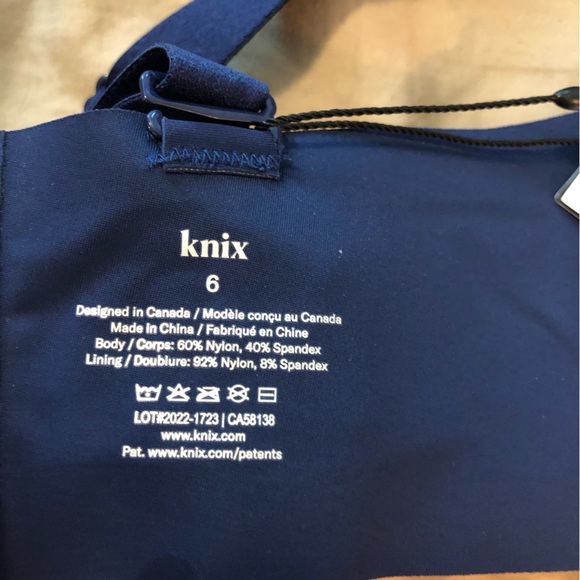 knix
6
Designed in Canada / Modèle conçu au Canada
Made in China / Fabriqué en Chine
Body / Corps: 60% Nylon, 40% Spandex
Lining / Doublure: 92% Nylon, 8% Spandex
LOT#2022-1723 | CA58138
www.knix.com
Pat. www.knix.com/patents